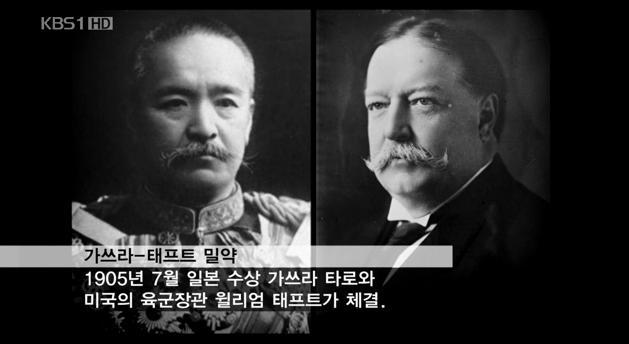 KBS1 HD
가쓰라-태프트 밀약
1905년 7월 일본 수상 가쓰라 타로와
미국의 육군장관 윌리엄 태프트가 체결.